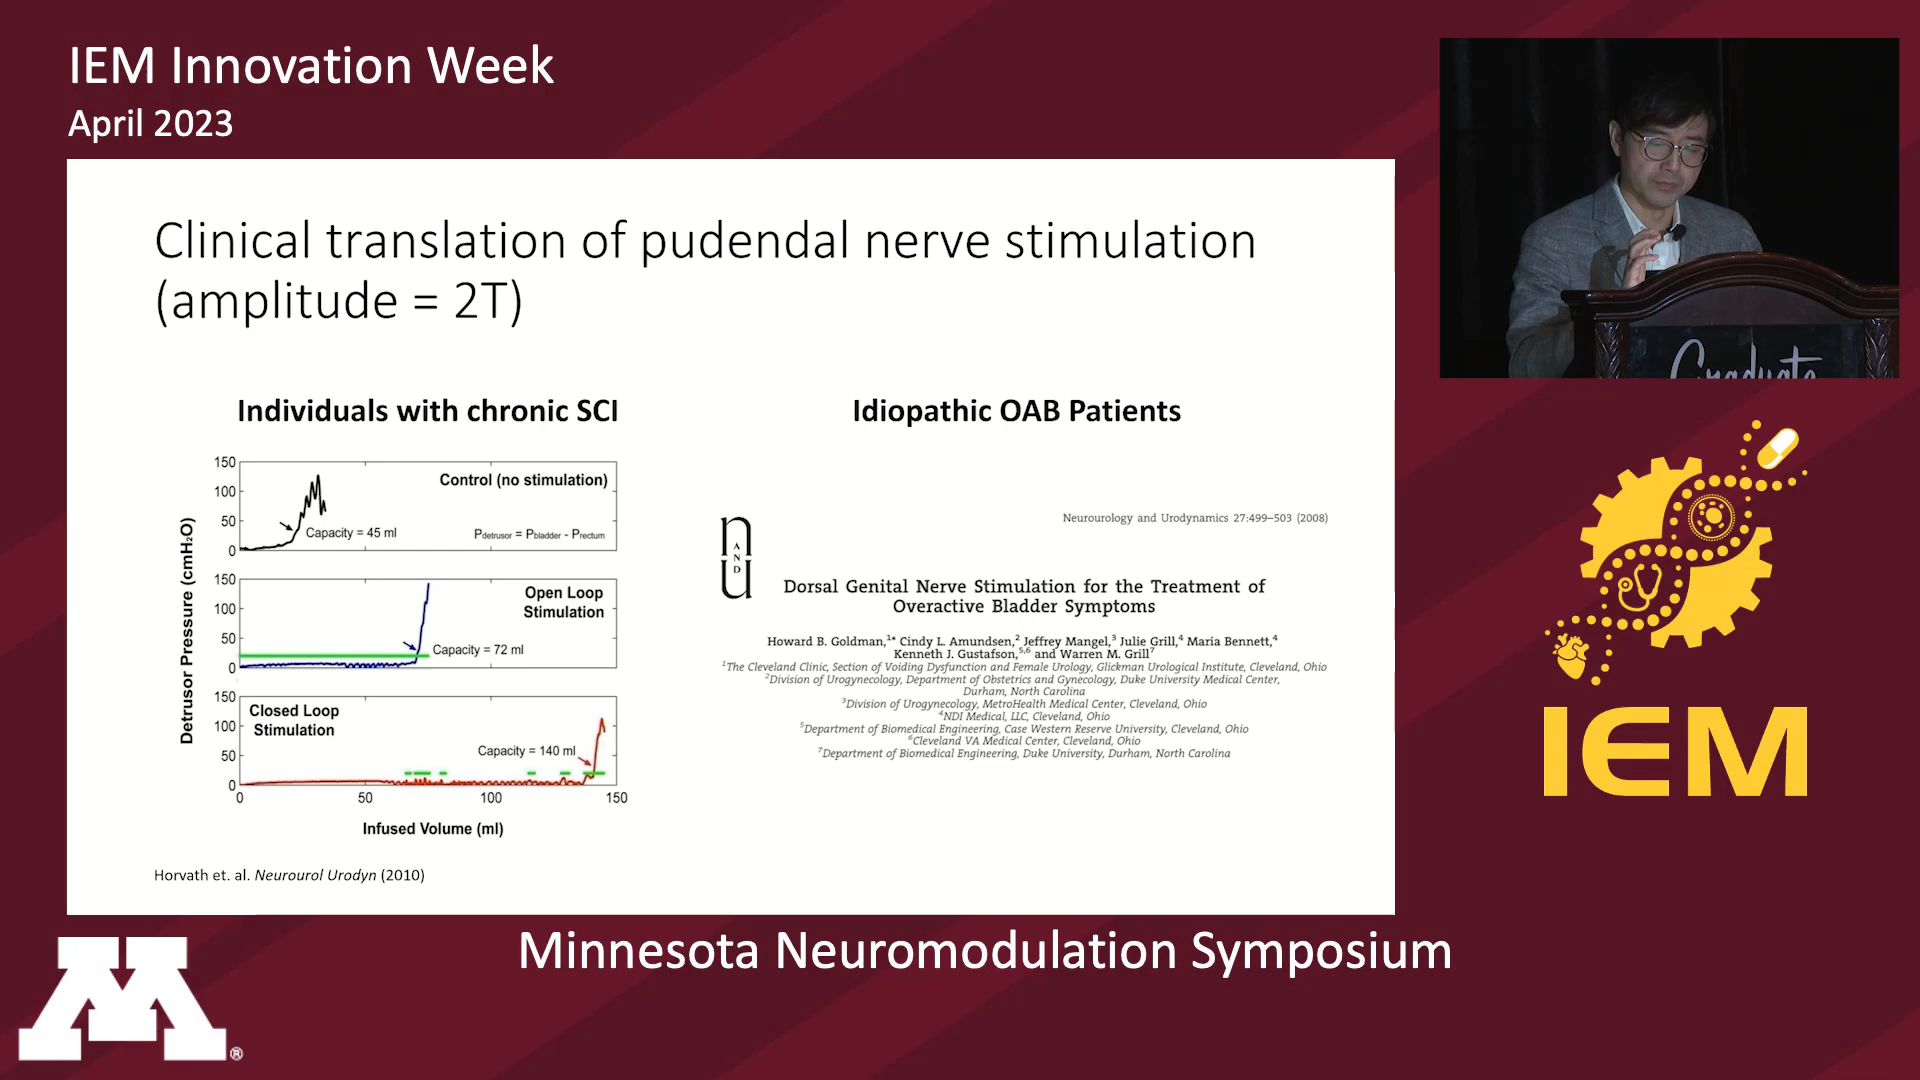 IEM Innovation Week
April 2023
Clinical translation of pudendal nerve stimulation
(amplitude = 2T)
Individuals with chronic SCI
Detrusor Pressure (cmH₂O)
150
100
50
0
Control (no stimulation)
Capacity = 45 ml
Pdetrusor = Pbladder - Prectum
150
100
50
0
Open Loop
Stimulation
Capacity = 72 ml
150
100
50
0
Closed Loop
Stimulation
Capacity = 140 ml
0 50 100 150
Infused Volume (ml)
Horvath et. al. Neurourol Urodyn (2010)
Idiopathic OAB Patients
n
AND
u
Neurourology and Urodynamics 27:499–503 (2008)
Dorsal Genital Nerve Stimulation for the Treatment of
Overactive Bladder Symptoms
Howard B. Goldman,¹* Cindy L. Amundsen,² Jeffrey Mangel,³ Julie Grill,⁴ Maria Bennett,⁴
Kenneth J. Gustafson,⁵,⁶ and Warren M. Grill⁷
¹The Cleveland Clinic, Section of Voiding Dysfunction and Female Urology, Glickman Urological Institute, Cleveland, Ohio
²Division of Urogynecology, Department of Obstetrics and Gynecology, Duke University Medical Center,
Durham, North Carolina
³Division of Urogynecology, MetroHealth Medical Center, Cleveland, Ohio
⁴NDI Medical, LLC, Cleveland, Ohio
⁵Department of Biomedical Engineering, Case Western Reserve University, Cleveland, Ohio
⁶Cleveland VA Medical Center, Cleveland, Ohio
⁷Department of Biomedical Engineering, Duke University, Durham, North Carolina
Graduate
IEM
Minnesota Neuromodulation Symposium
M®